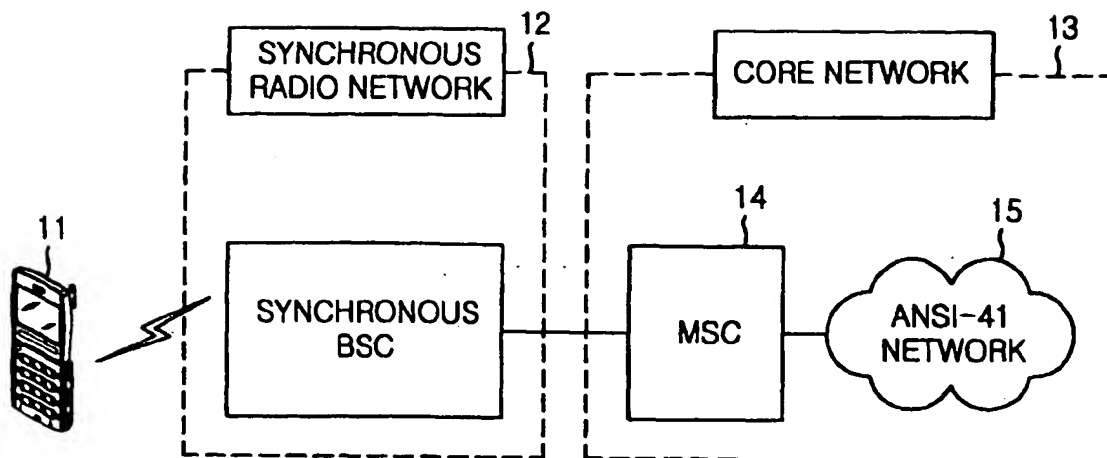 SYNCHRONOUS
RADIO NETWORK
12
CORE NETWORK
13
11
SYNCHRONOUS
BSC
14
MSC
15
ANSI-41
NETWORK